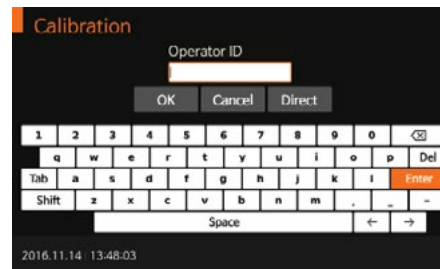 Calibration
Operator ID
OK Cancel Direct
1 2 3 4 5 6 7 8 9 0
q w e r t y u i o p Del
Tab a s d f g h j k l Enter
Shift z x c v b n m , _ -
Space ← →
2016.11.14 13:48:03